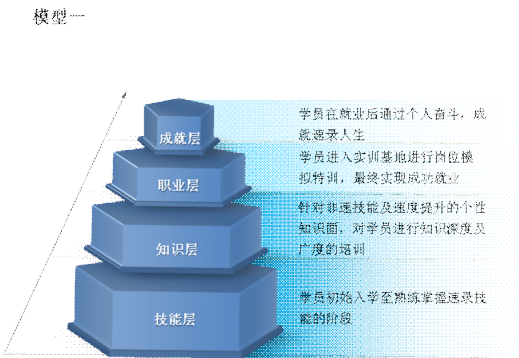 模型一
成就层
学员在就业后通过个人奋斗，成
就速录人生
职业层
学员进入实训基地进行岗位模
拟特训，最终实现成功就业
知识层
针对非速技能及速度提升的个性
知识面，对学员进行知识深度及
广度的培训
技能层
学员初始入学至熟练掌握速录技
能的阶段